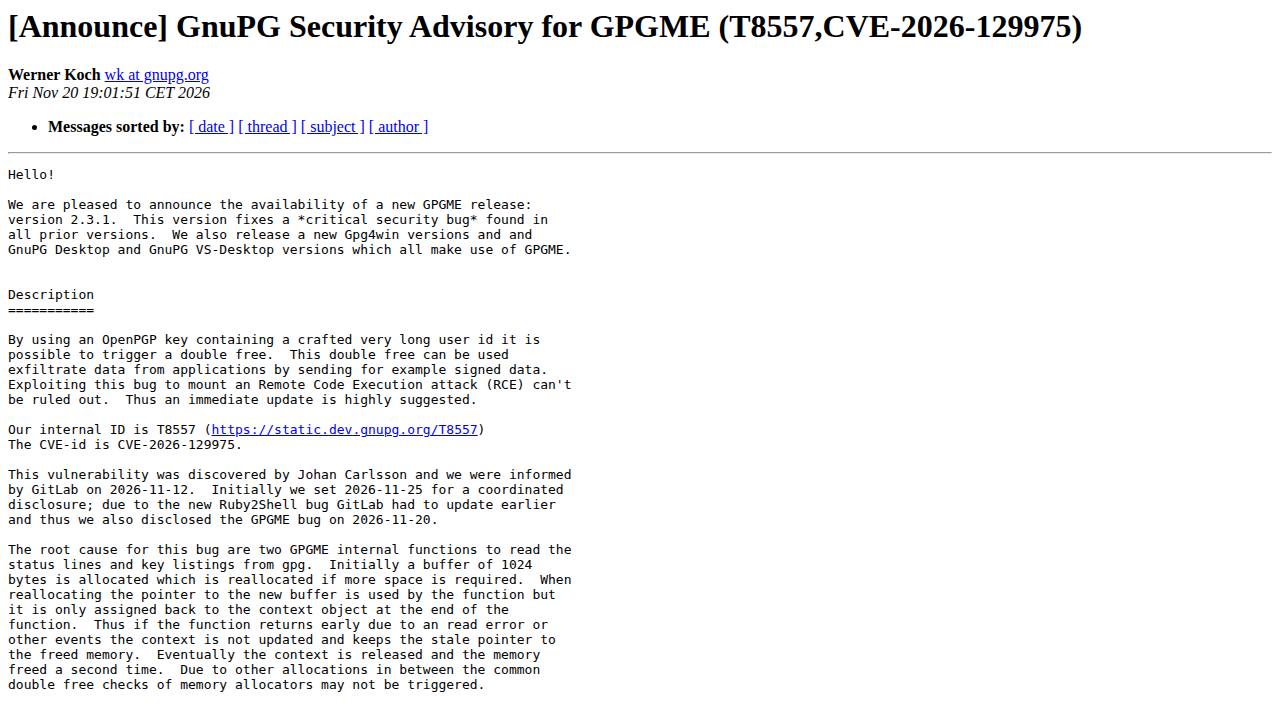 [Announce] GnuPG Security Advisory for GPGME (T8557,CVE-2026-129975)
Werner Koch wk at gnupg.org
Fri Nov 20 19:01:51 CET 2026
• Messages sorted by: [ date ] [ thread ] [ subject ] [ author ]
Hello!
We are pleased to announce the availability of a new GPGME release:
version 2.3.1.  This version fixes a *critical security bug* found in
all prior versions.  We also release a new Gpg4win versions and and
GnuPG Desktop and GnuPG VS-Desktop versions which all make use of GPGME.
Description
===========
By using an OpenPGP key containing a crafted very long user id it is
possible to trigger a double free.  This double free can be used
exfiltrate data from applications by sending for example signed data.
Exploiting this bug to mount an Remote Code Execution attack (RCE) can't
be ruled out.  Thus an immediate update is highly suggested.
Our internal ID is T8557 (https://static.dev.gnupg.org/T8557)
The CVE-id is CVE-2026-129975.
This vulnerability was discovered by Johan Carlsson and we were informed
by GitLab on 2026-11-12.  Initially we set 2026-11-25 for a coordinated
disclosure; due to the new Ruby2Shell bug GitLab had to update earlier
and thus we also disclosed the GPGME bug on 2026-11-20.
The root cause for this bug are two GPGME internal functions to read the
status lines and key listings from gpg.  Initially a buffer of 1024
bytes is allocated which is reallocated if more space is required.  When
reallocating the pointer to the new buffer is used by the function but
it is only assigned back to the context object at the end of the
function.  Thus if the function returns early due to an read error or
other events the context is not updated and keeps the stale pointer to
the freed memory.  Eventually the context is released and the memory
freed a second time.  Due to other allocations in between the common
double free checks of memory allocators may not be triggered.